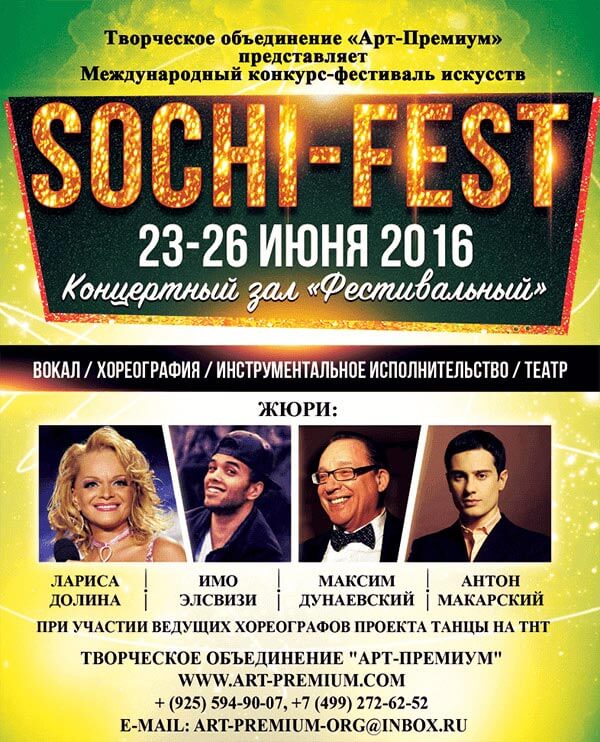 Творческое объединение «Арт-Премиум»
представляет
Международный конкурс-фестиваль искусств
SOCHI-FEST
23-26 ИЮНЯ 2016
Концертный зал «Фестивальный»
ВОКАЛ / ХОРЕОГРАФИЯ / ИНСТРУМЕНТАЛЬНОЕ ИСПОЛНИТЕЛЬСТВО / ТЕАТР
ЖЮРИ:
ЛАРИСА ДОЛИНА
ИМО ЭЛСВИЗИ
МАКСИМ ДУНАЕВСКИЙ
АНТОН МАКАРСКИЙ
ПРИ УЧАСТИИ ВЕДУЩИХ ХОРЕОГРАФОВ ПРОЕКТА ТАНЦЫ НА ТНТ
ТВОРЧЕСКОЕ ОБЪЕДИНЕНИЕ "АРТ-ПРЕМИУМ"
WWW.ART-PREMIUM.COM
+ (925) 594-90-07, +7 (499) 272-62-52
E-MAIL: ART-PREMIUM-ORG@INBOX.RU